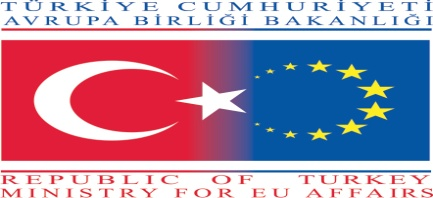 TÜRKİYE CUMHURİYETİ
AVRUPA BİRLİĞİ BAKANLIĞI
REPUBLIC OF TURKEY
MINISTRY FOR EU AFFAIRS